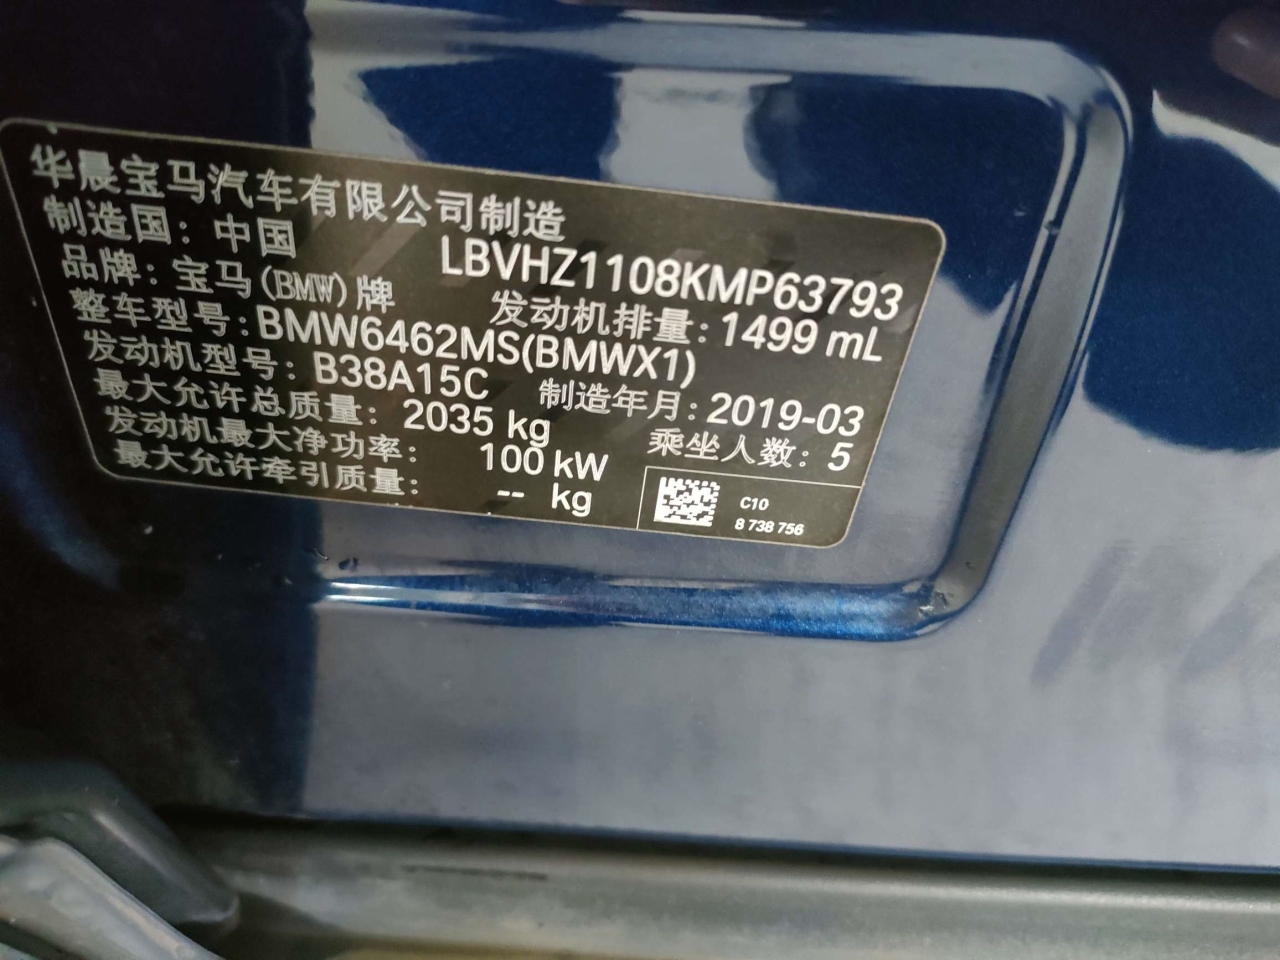 华晨宝马汽车有限公司制造
制造国：中国
LBVHZ1108KMP63793
品牌：宝马(BMW)牌
发动机排量：1499 mL
整车型号：BMW6462MS(BMWX1)
发动机型号：B38A15C
制造年月：2019-03
最大允许总质量：2035 kg
乘坐人数：5
发动机最大净功率：100 kW
最大允许牵引质量：-- kg
C10
8 738 756